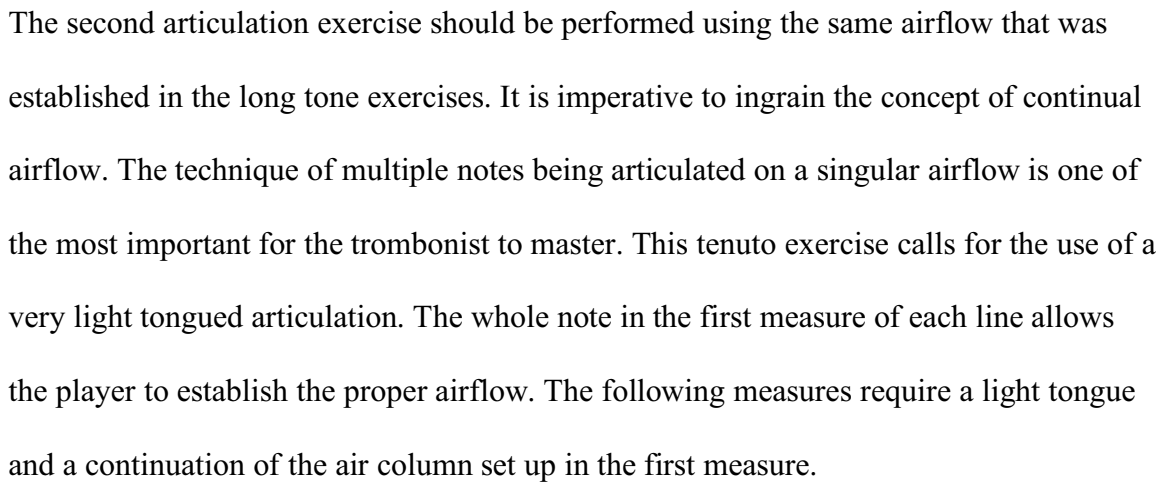 The second articulation exercise should be performed using the same airflow that was
established in the long tone exercises. It is imperative to ingrain the concept of continual
airflow. The technique of multiple notes being articulated on a singular airflow is one of
the most important for the trombonist to master. This tenuto exercise calls for the use of a
very light tongued articulation. The whole note in the first measure of each line allows
the player to establish the proper airflow. The following measures require a light tongue
and a continuation of the air column set up in the first measure.